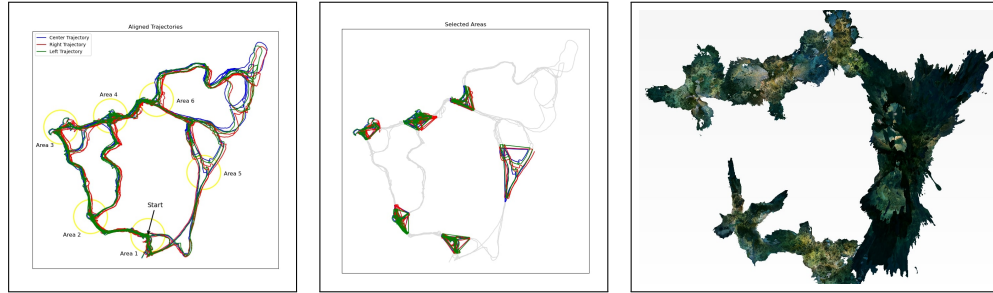 Aligned Trajectories
Center Trajectory
Right Trajectory
Left Trajectory
Area 4
Area 6
Area 3
Area 5
Start
Area 2
Area 1
Selected Areas